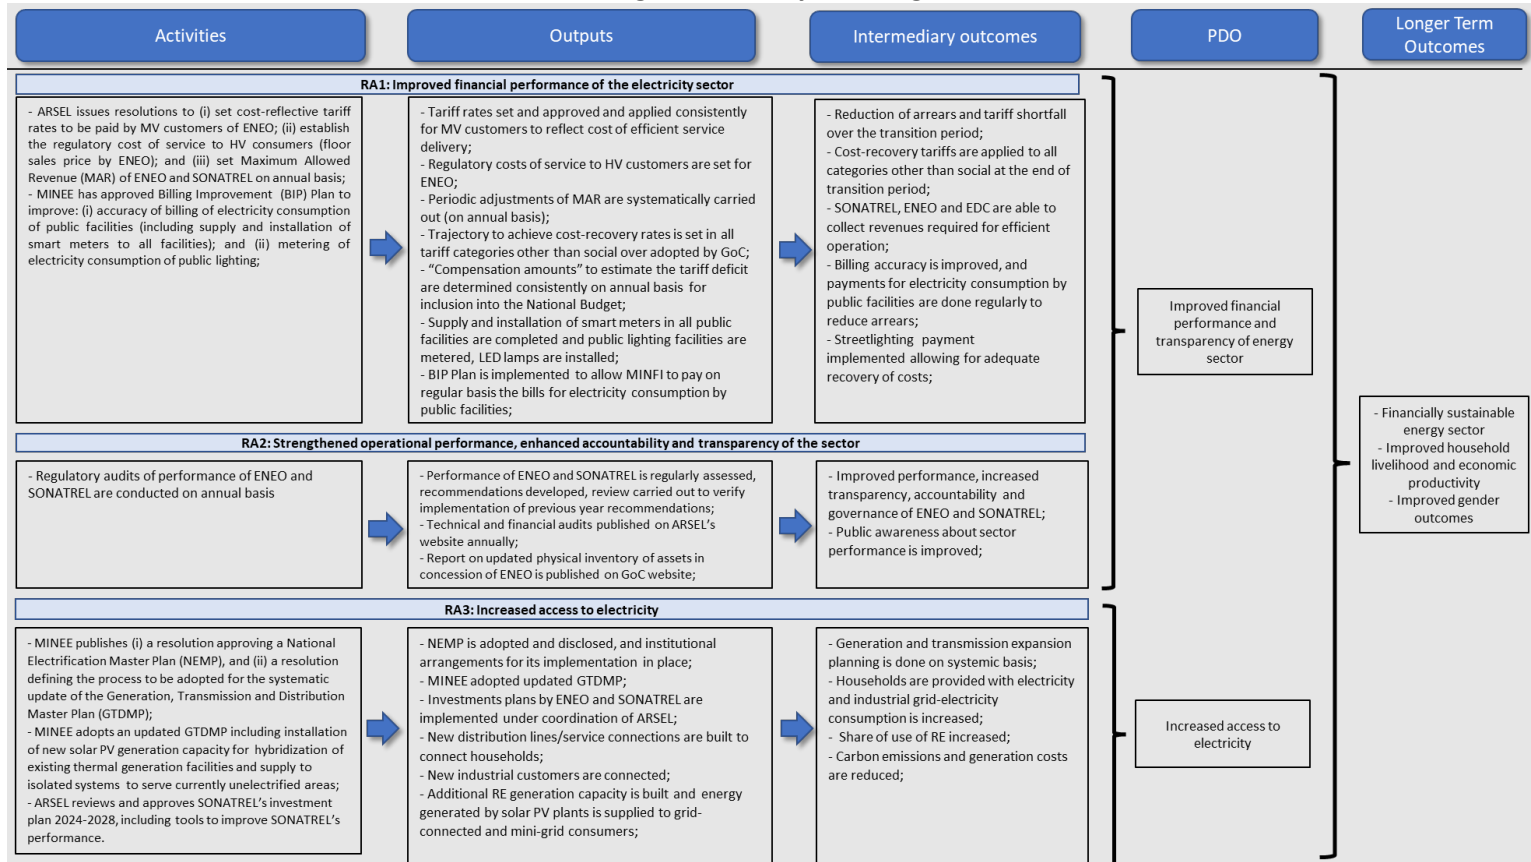 Activities
Outputs
Intermediary outcomes
PDO
Longer Term
Outcomes
RA1: Improved financial performance of the electricity sector
- ARSEL issues resolutions to (i) set cost-reflective tariff
rates to be paid by MV customers of ENEO; (ii) establish
the regulatory cost of service to HV consumers (floor
sales price by ENEO); and (iii) set Maximum Allowed
Revenue (MAR) of ENEO and SONATREL on annual basis;
- MINEE has approved Billing Improvement (BIP) Plan to
improve: (i) accuracy of billing of electricity consumption
of public facilities (including supply and installation of
smart meters to all facilities); and (ii) metering of
electricity consumption of public lighting;
- Tariff rates set and approved and applied consistently
for MV customers to reflect cost of efficient service
delivery;
- Regulatory costs of service to HV customers are set for
ENEO;
- Periodic adjustments of MAR are systematically carried
out (on annual basis);
- Trajectory to achieve cost-recovery rates is set in all
tariff categories other than social over adopted by GoC;
- “Compensation amounts” to estimate the tariff deficit
are determined consistently on annual basis for
inclusion into the National Budget;
- Supply and installation of smart meters in all public
facilities are completed and public lighting facilities are
metered, LED lamps are installed;
- BIP Plan is implemented to allow MINFI to pay on
regular basis the bills for electricity consumption by
public facilities;
- Reduction of arrears and tariff shortfall
over the transition period;
- Cost-recovery tariffs are applied to all
categories other than social at the end of
transition period;
- SONATREL, ENEO and EDC are able to
collect revenues required for efficient
operation;
- Billing accuracy is improved, and
payments for electricity consumption by
public facilities are done regularly to
reduce arrears;
- Streetlighting payment
implemented allowing for adequate
recovery of costs;
Improved financial
performance and
transparency of energy
sector
RA2: Strengthened operational performance, enhanced accountability and transparency of the sector
- Regulatory audits of performance of ENEO and
SONATREL are conducted on annual basis
- Performance of ENEO and SONATREL is regularly assessed,
recommendations developed, review carried out to verify
implementation of previous year recommendations;
- Technical and financial audits published on ARSEL’s
website annually;
- Report on updated physical inventory of assets in
concession of ENEO is published on GoC website;
- Improved performance, increased
transparency, accountability and
governance of ENEO and SONATREL;
- Public awareness about sector
performance is improved;
- Financially sustainable
energy sector
- Improved household
livelihood and economic
productivity
- Improved gender
outcomes
RA3: Increased access to electricity
- MINEE publishes (i) a resolution approving a National
Electrification Master Plan (NEMP), and (ii) a resolution
defining the process to be adopted for the systematic
update of the Generation, Transmission and Distribution
Master Plan (GTDMP);
- MINEE adopts an updated GTDMP including installation
of new solar PV generation capacity for hybridization of
existing thermal generation facilities and supply to
isolated systems to serve currently unelectrified areas;
- ARSEL reviews and approves SONATREL’s investment
plan 2024-2028, including tools to improve SONATREL’s
performance.
- NEMP is adopted and disclosed, and institutional
arrangements for its implementation in place;
- MINEE adopted updated GTDMP;
- Investments plans by ENEO and SONATREL are
implemented under coordination of ARSEL;
- New distribution lines/service connections are built to
connect households;
- New industrial customers are connected;
- Additional RE generation capacity is built and energy
generated by solar PV plants is supplied to grid-
connected and mini-grid consumers;
- Generation and transmission expansion
planning is done on systemic basis;
- Households are provided with electricity
and industrial grid-electricity
consumption is increased;
- Share of use of RE increased;
- Carbon emissions and generation costs
are reduced;
Increased access to
electricity